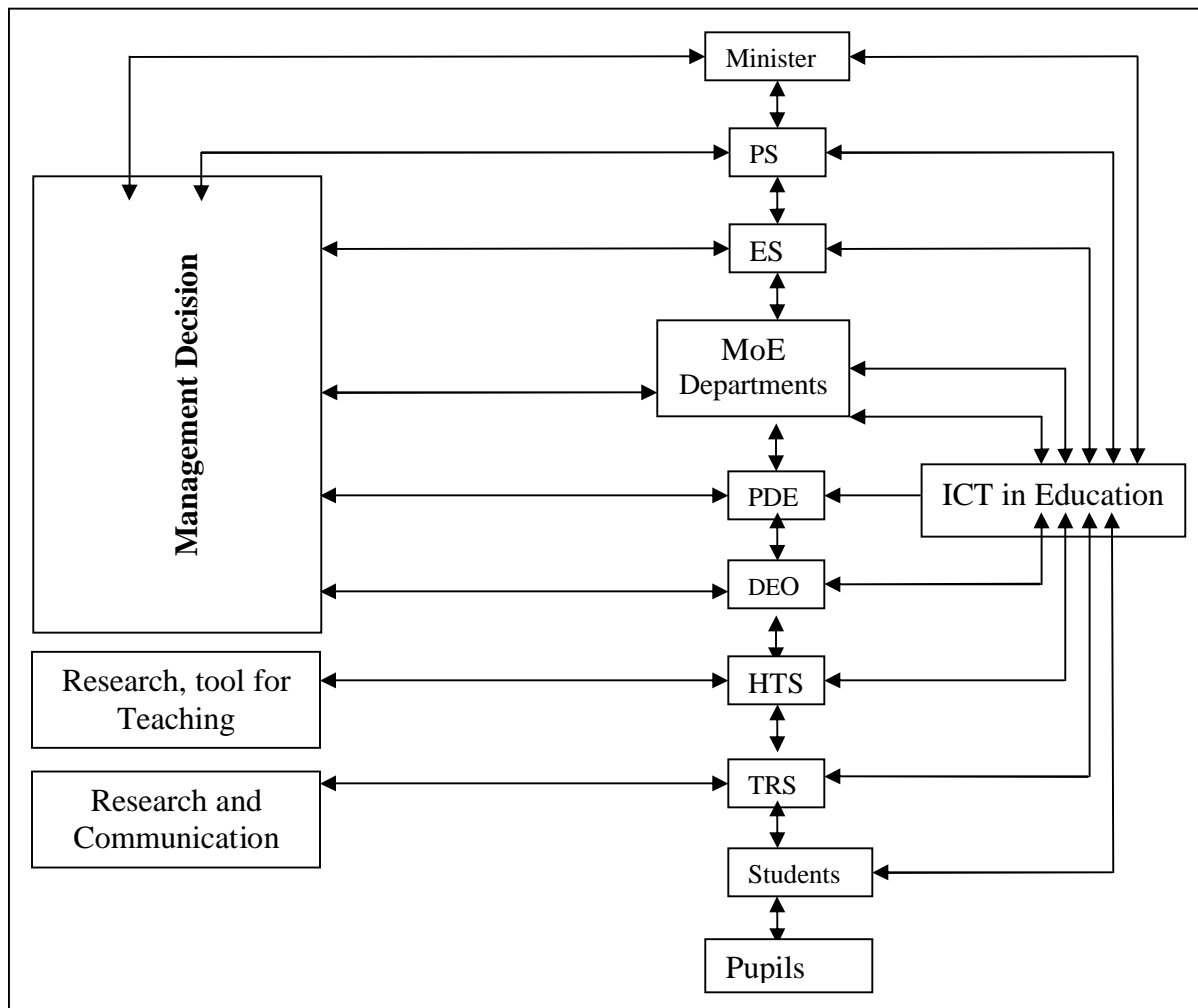 Minister
PS
ES
MoE
Departments
Management Decision
PDE
ICT in Education
DEO
Research, tool for
Teaching
HTS
TRS
Research and
Communication
Students
Pupils